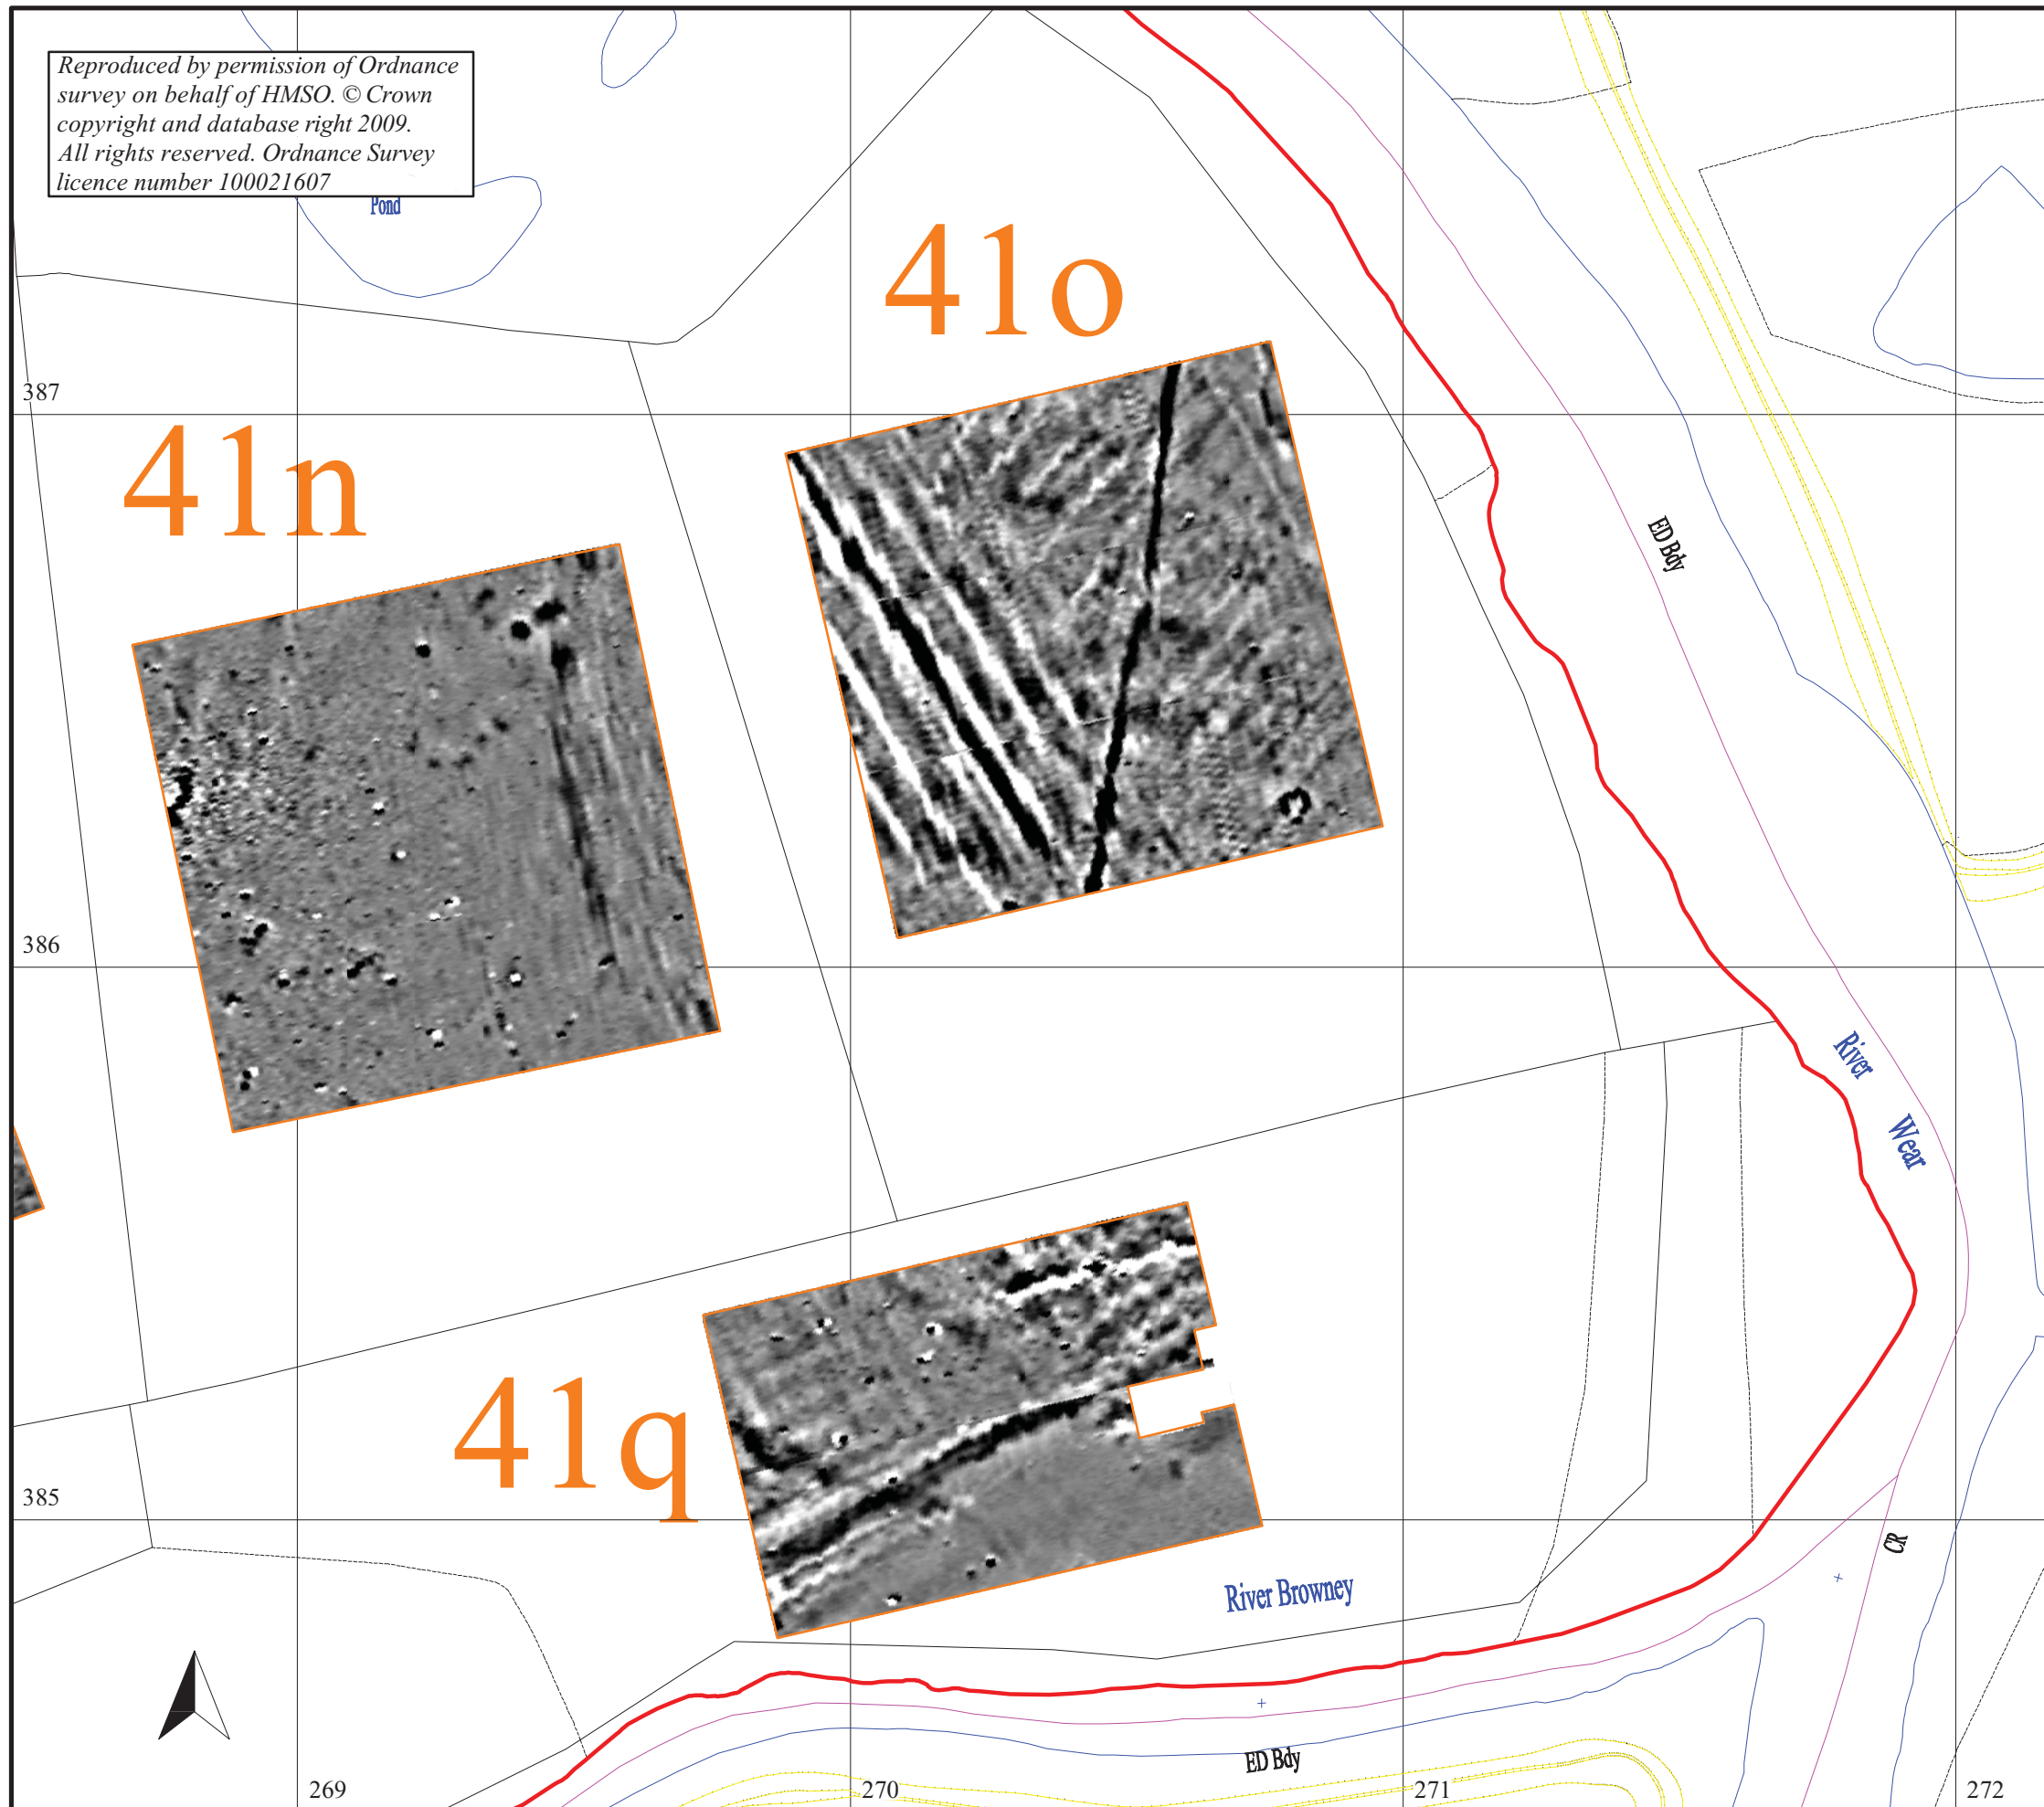 Reproduced by permission of Ordnance
survey on behalf of HMSO. © Crown
copyright and database right 2009.
All rights reserved. Ordnance Survey
licence number 100021607
Pond
41o
387
41n
ED Bdy
386
River
Wear
41q
385
CR
River Browney
ED Bdy
269
270
271
272